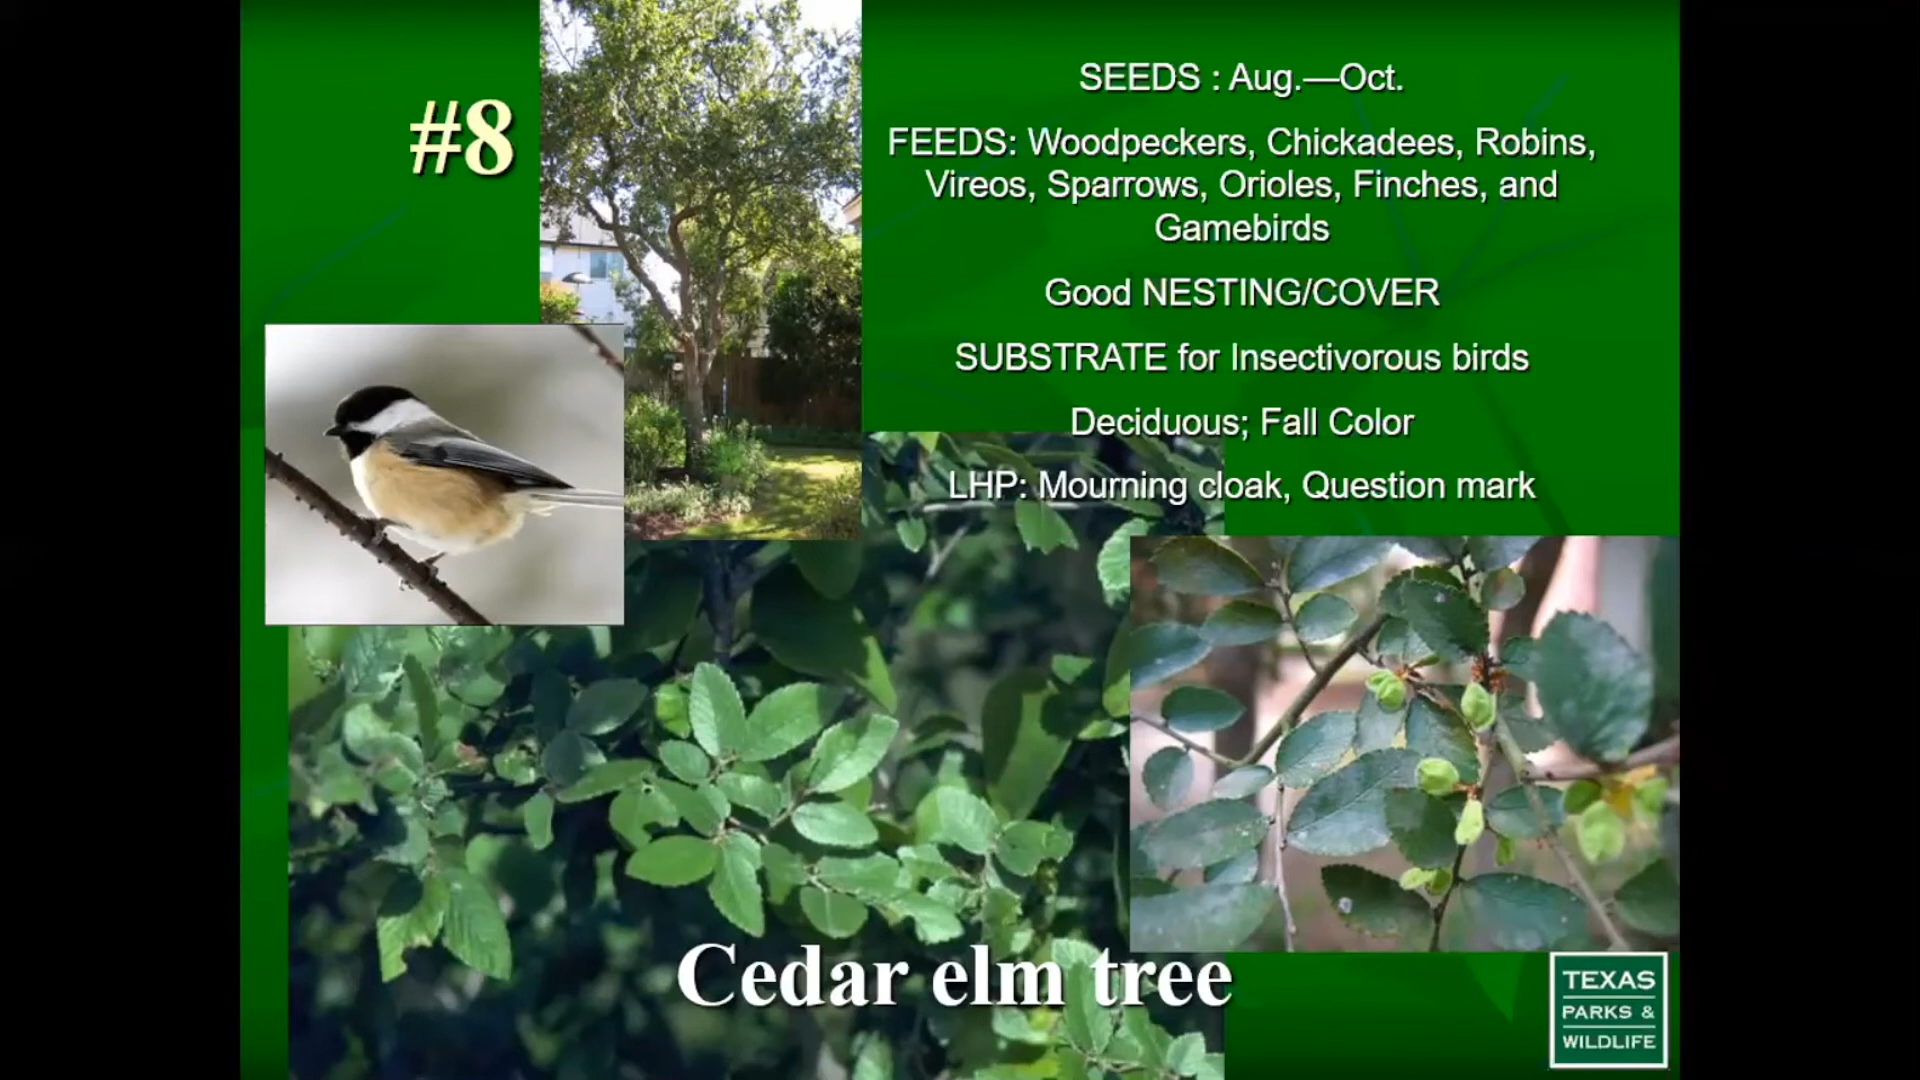 #8
SEEDS : Aug.—Oct.
FEEDS: Woodpeckers, Chickadees, Robins,
Vireos, Sparrows, Orioles, Finches, and
Gamebirds
Good NESTING/COVER
SUBSTRATE for Insectivorous birds
Deciduous; Fall Color
LHP: Mourning cloak, Question mark
Cedar elm tree
TEXAS
PARKS &
WILDLIFE